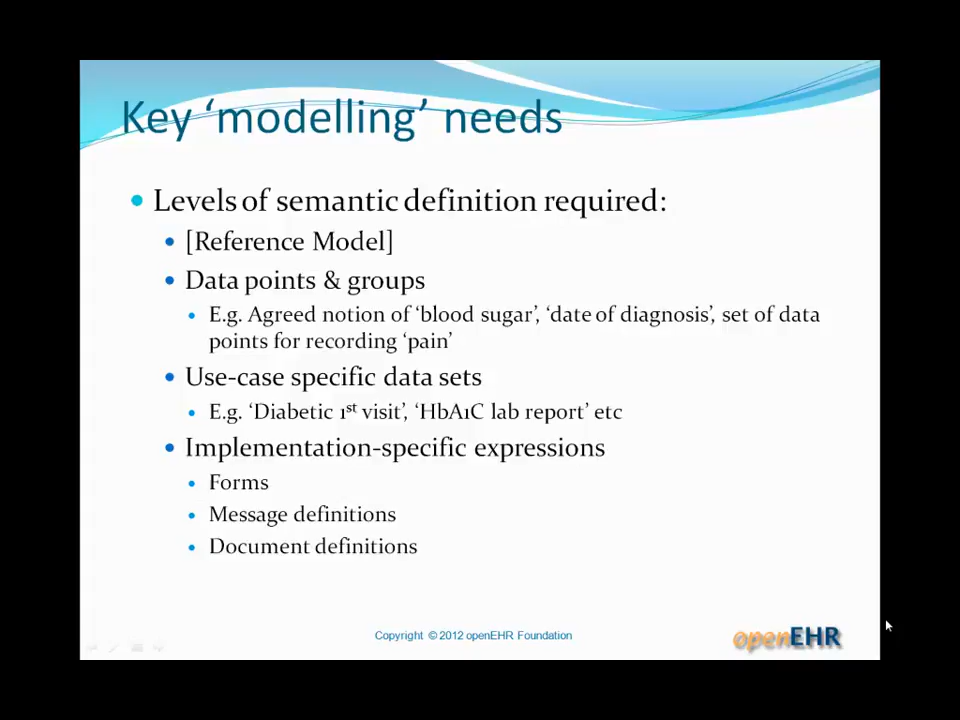 Key ‘modelling’ needs
Levels of semantic definition required:
[Reference Model]
Data points & groups
E.g. Agreed notion of ‘blood sugar’, ‘date of diagnosis’, set of data
points for recording ‘pain’
Use-case specific data sets
E.g. ‘Diabetic 1st visit’, ‘HbA1C lab report’ etc
Implementation-specific expressions
Forms
Message definitions
Document definitions
Copyright © 2012 openEHR Foundation
openEHR